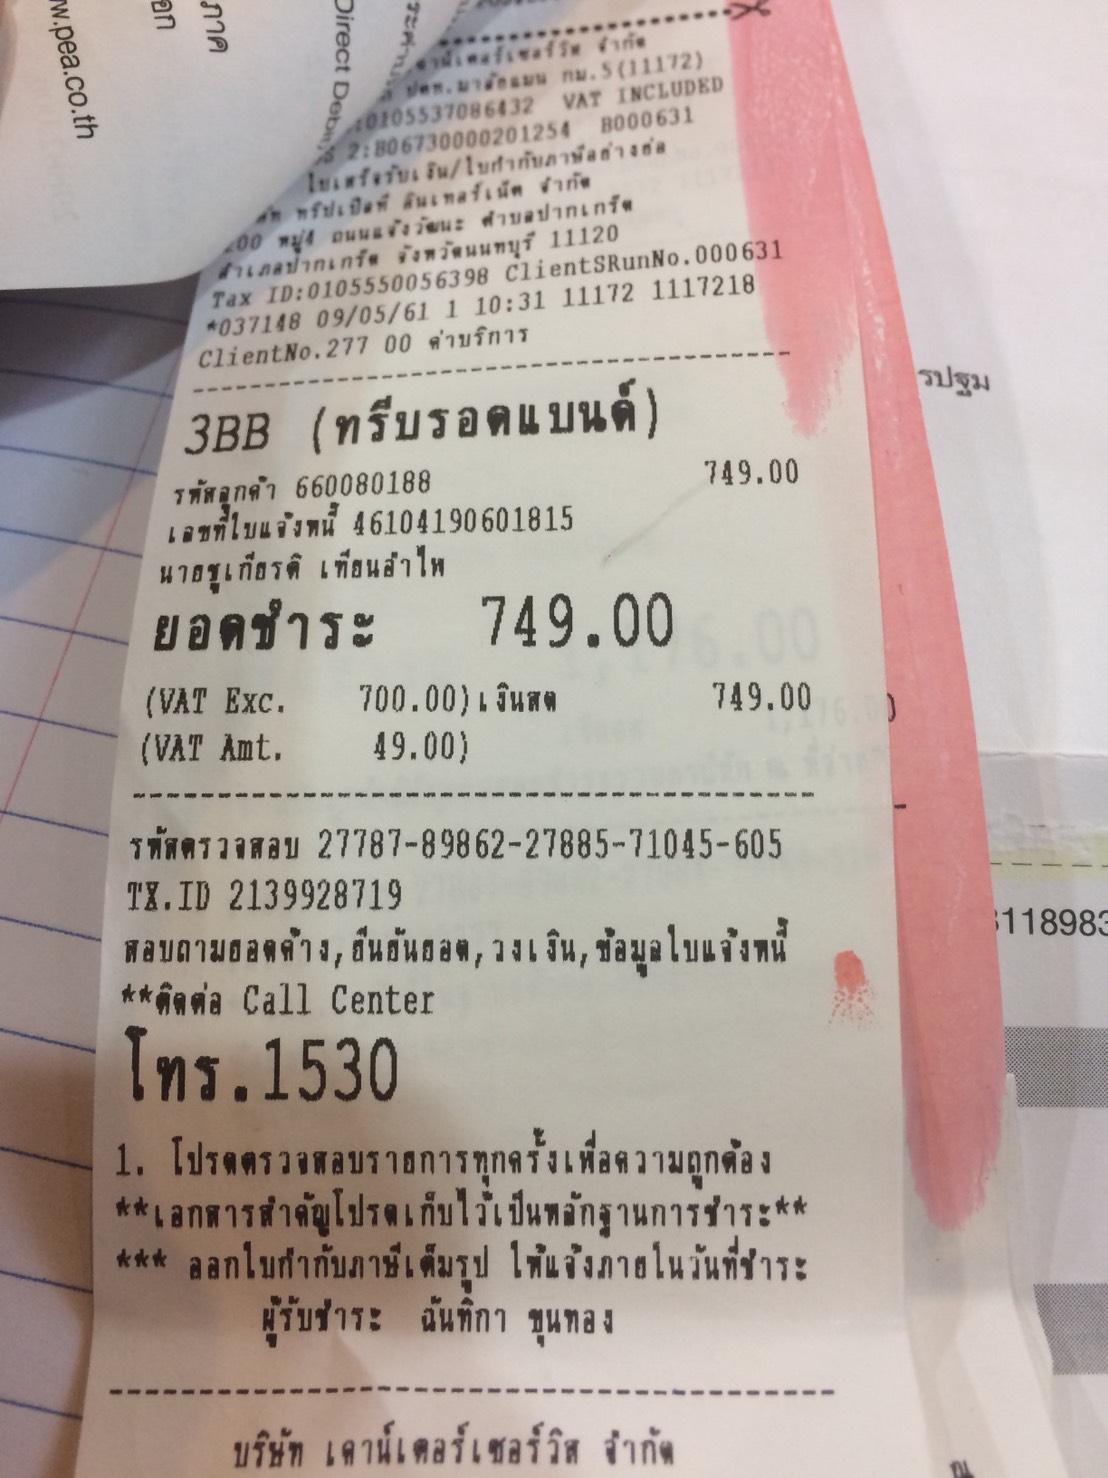 www.pea.co.th
ภาค
Direct Debit
เคาน์เตอร์เซอร์วิส จำกัด
ปตท.มาลัยแมน กม.5(11172)
:0105537086432 VAT INCLUDED
2:B06730000201254 B000631
ใบเสร็จรับเงิน/ใบกำกับภาษีอย่างย่อ
ทริปเปิลที อินเทอร์เน็ต จำกัด
200 หมู่4 ถนนแจ้งวัฒนะ ตำบลปากเกร็ด
อำเภอปากเกร็ด จังหวัดนนทบุรี 11120
Tax ID:0105550056398 ClientSRunNo.000631
*037148 09/05/61 1 10:31 11172 1117218
ClientNo.277 00 ค่าบริการ
3BB (ทรีบรอดแบนด์)
รหัสลูกค้า 660080188 749.00
เลขที่ใบแจ้งหนี้ 46104190601815
นายชูเกียรติ เทียนอำไพ
ยอดชำระ 749.00
(VAT Exc. 700.00)เงินสด 749.00
(VAT Amt. 49.00)
รหัสตรวจสอบ 27787-89862-27885-71045-605
TX.ID 2139928719
สอบถามยอดค้าง,ยืนยันยอด,วงเงิน,ข้อมูลใบแจ้งหนี้
**ติดต่อ Call Center
โทร.1530
1. โปรดตรวจสอบรายการทุกครั้งเพื่อความถูกต้อง
**เอกสารสำคัญโปรดเก็บไว้เป็นหลักฐานการชำระ**
*** ออกใบกำกับภาษีเต็มรูป ให้แจ้งภายในวันที่ชำระ
ผู้รับชำระ ฉันทิกา ขุนทอง
บริษัท เคาน์เตอร์เซอร์วิส จำกัด
รปฐม
118983